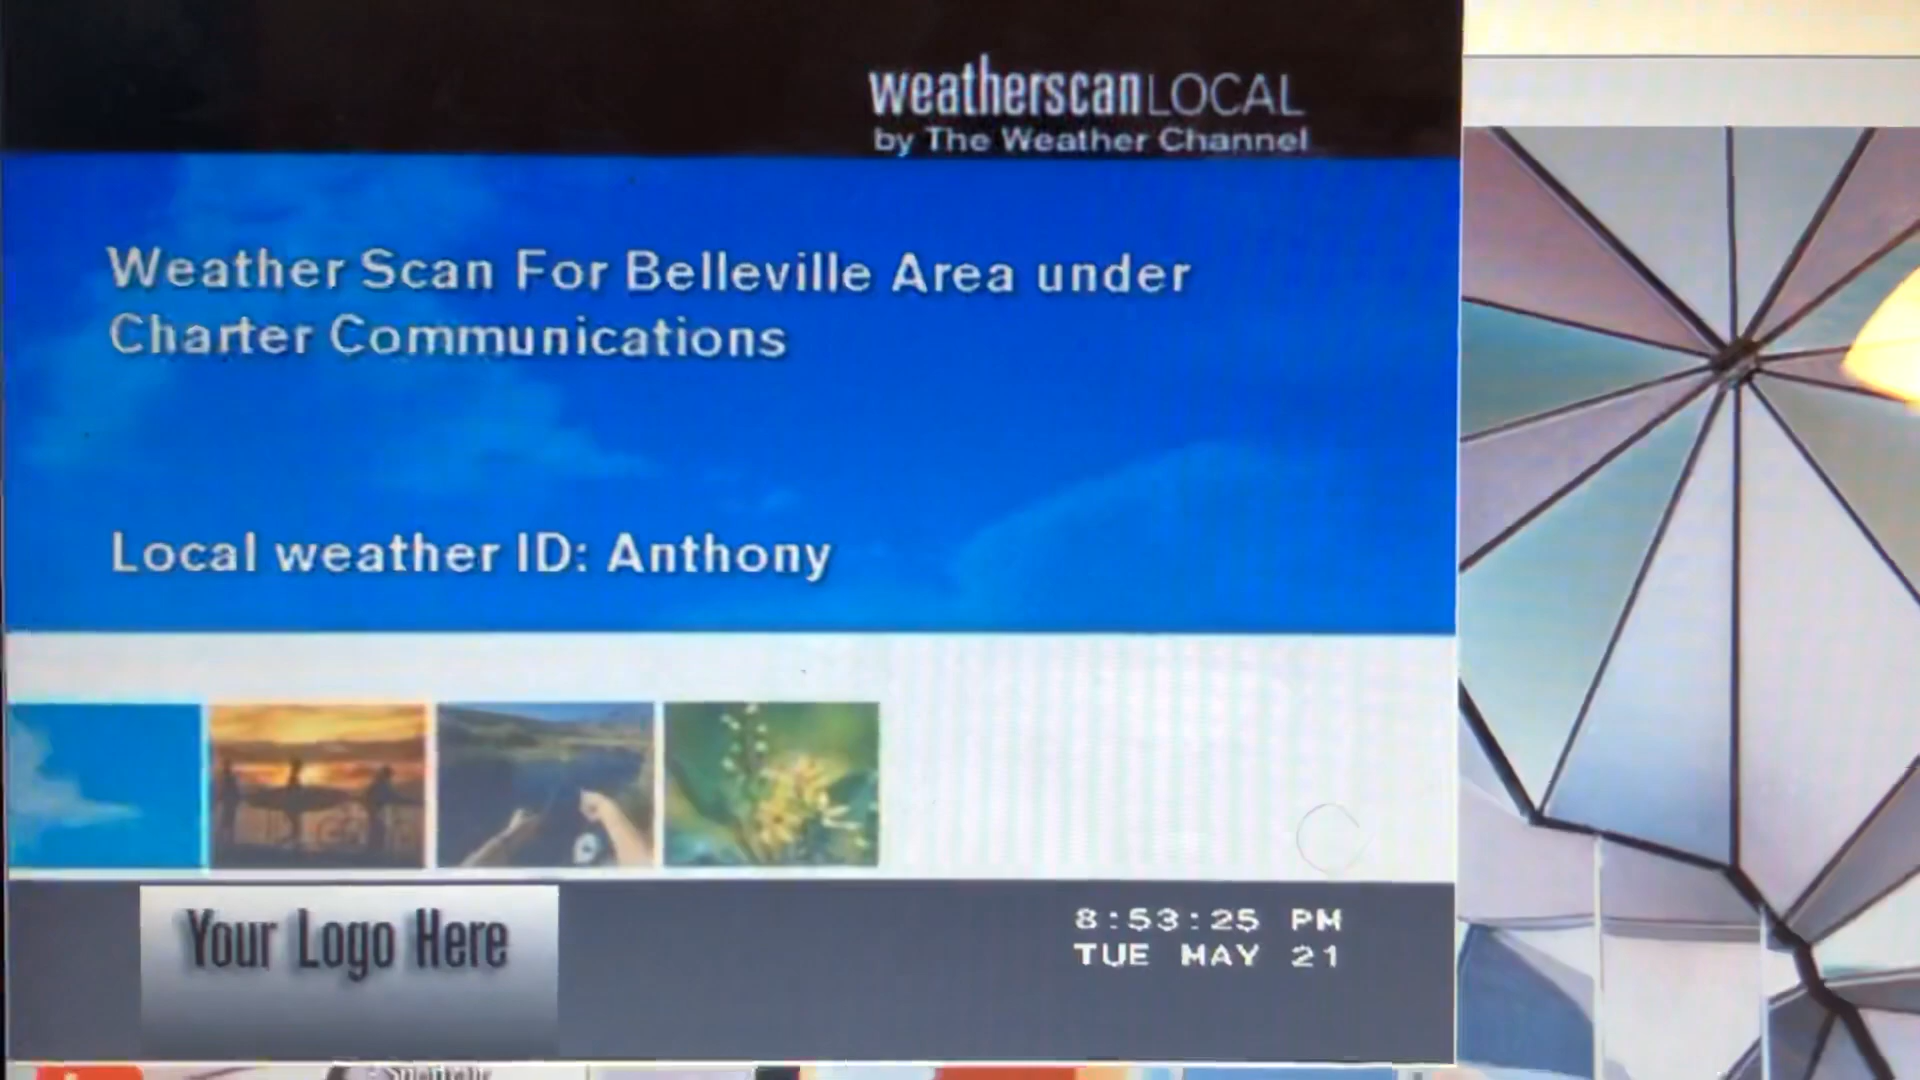 weatherscanLOCAL
by The Weather Channel
Weather Scan For Belleville Area under
Charter Communications
Local weather ID: Anthony
Your Logo Here
8:53:25 PM
TUE MAY 21